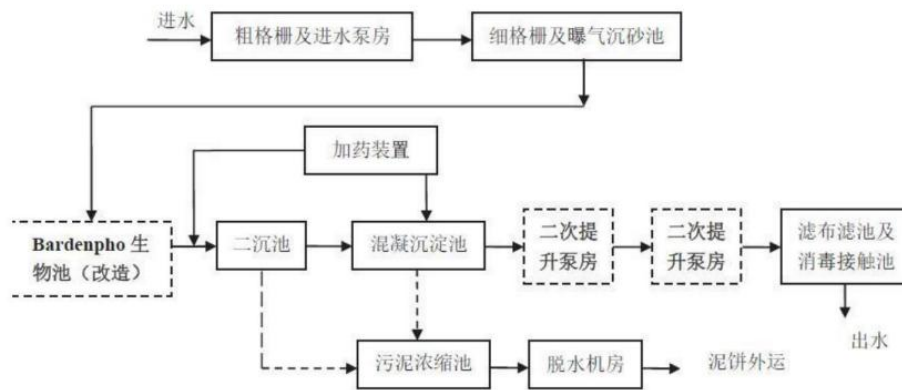 进水
粗格栅及进水泵房
细格栅及曝气沉砂池
加药装置
Bardenpho 生
物池（改造）
二沉池
混凝沉淀池
二次提
升泵房
二次提
升泵房
滤布滤池及
消毒接触池
出水
污泥浓缩池
脱水机房
泥饼外运